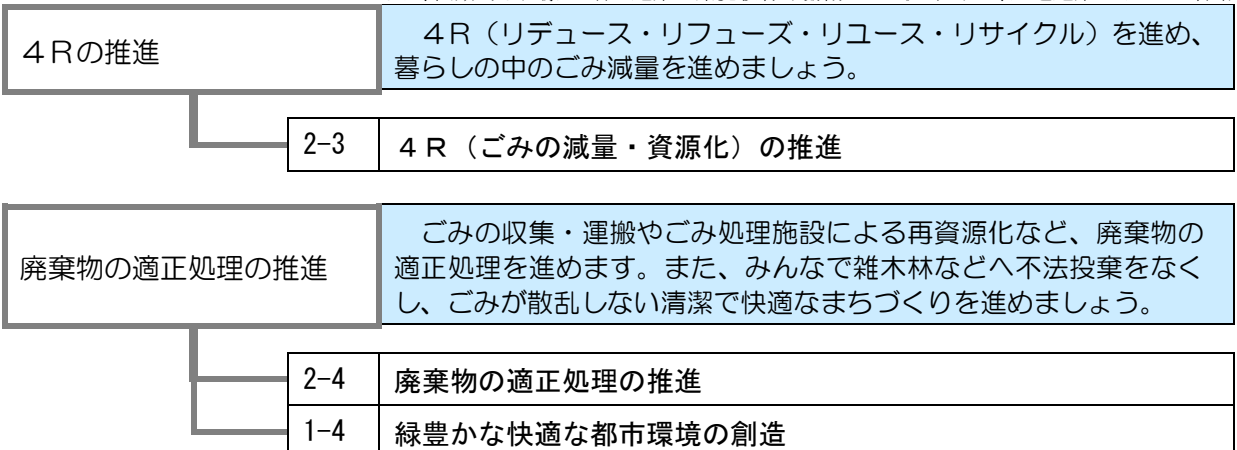 ４Ｒの推進
４Ｒ（リデュース・リフューズ・リユース・リサイクル）を進め、
暮らしの中のごみ減量を進めましょう。
2-3 ４Ｒ（ごみの減量・資源化）の推進
廃棄物の適正処理の推進
ごみの収集・運搬やごみ処理施設による再資源化など、廃棄物の
適正処理を進めます。また、みんなで雑木林などへ不法投棄をなく
し、ごみが散乱しない清潔で快適なまちづくりを進めましょう。
2-4 廃棄物の適正処理の推進
1-4 緑豊かな快適な都市環境の創造